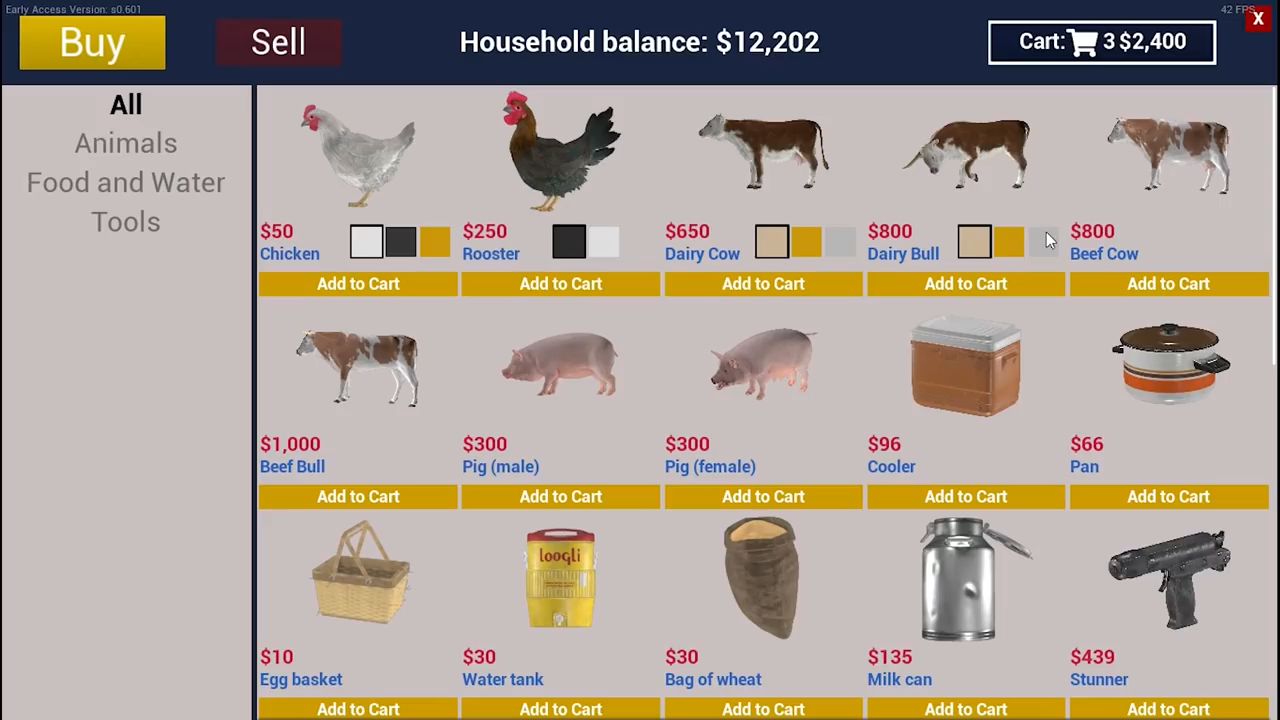 Early Access Version: s0.601
42 FPS
Buy
Sell
Household balance: $12,202
Cart: 3 $2,400
X
All
Animals
Food and Water
Tools
$50
Chicken
$250
Rooster
$650
Dairy Cow
$800
Dairy Bull
$800
Beef Cow
Add to Cart
Add to Cart
Add to Cart
Add to Cart
Add to Cart
$1,000
Beef Bull
$300
Pig (male)
$300
Pig (female)
$96
Cooler
$66
Pan
Add to Cart
Add to Cart
Add to Cart
Add to Cart
Add to Cart
loogli
$10
Egg basket
$30
Water tank
$30
Bag of wheat
$135
Milk can
$439
Stunner
Add to Cart
Add to Cart
Add to Cart
Add to Cart
Add to Cart